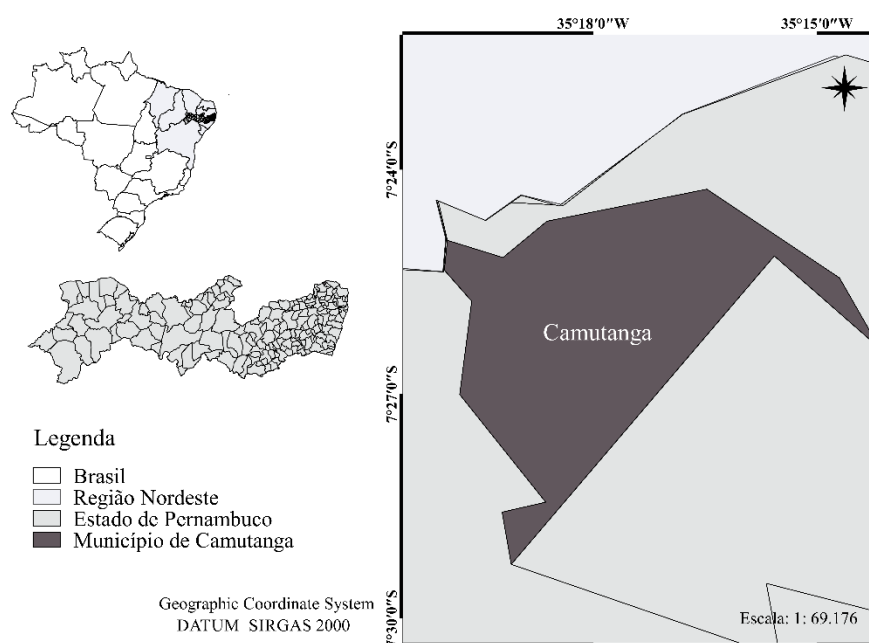 35°18'0"W
35°15'0"W
7°24'0"S
Camutanga
7°27'0"S
Legenda
Brasil
Região Nordeste
Estado de Pernambuco
Município de Camutanga
Geographic Coordinate System
DATUM SIRGAS 2000
7°30'0"S
Escala: 1: 69.176